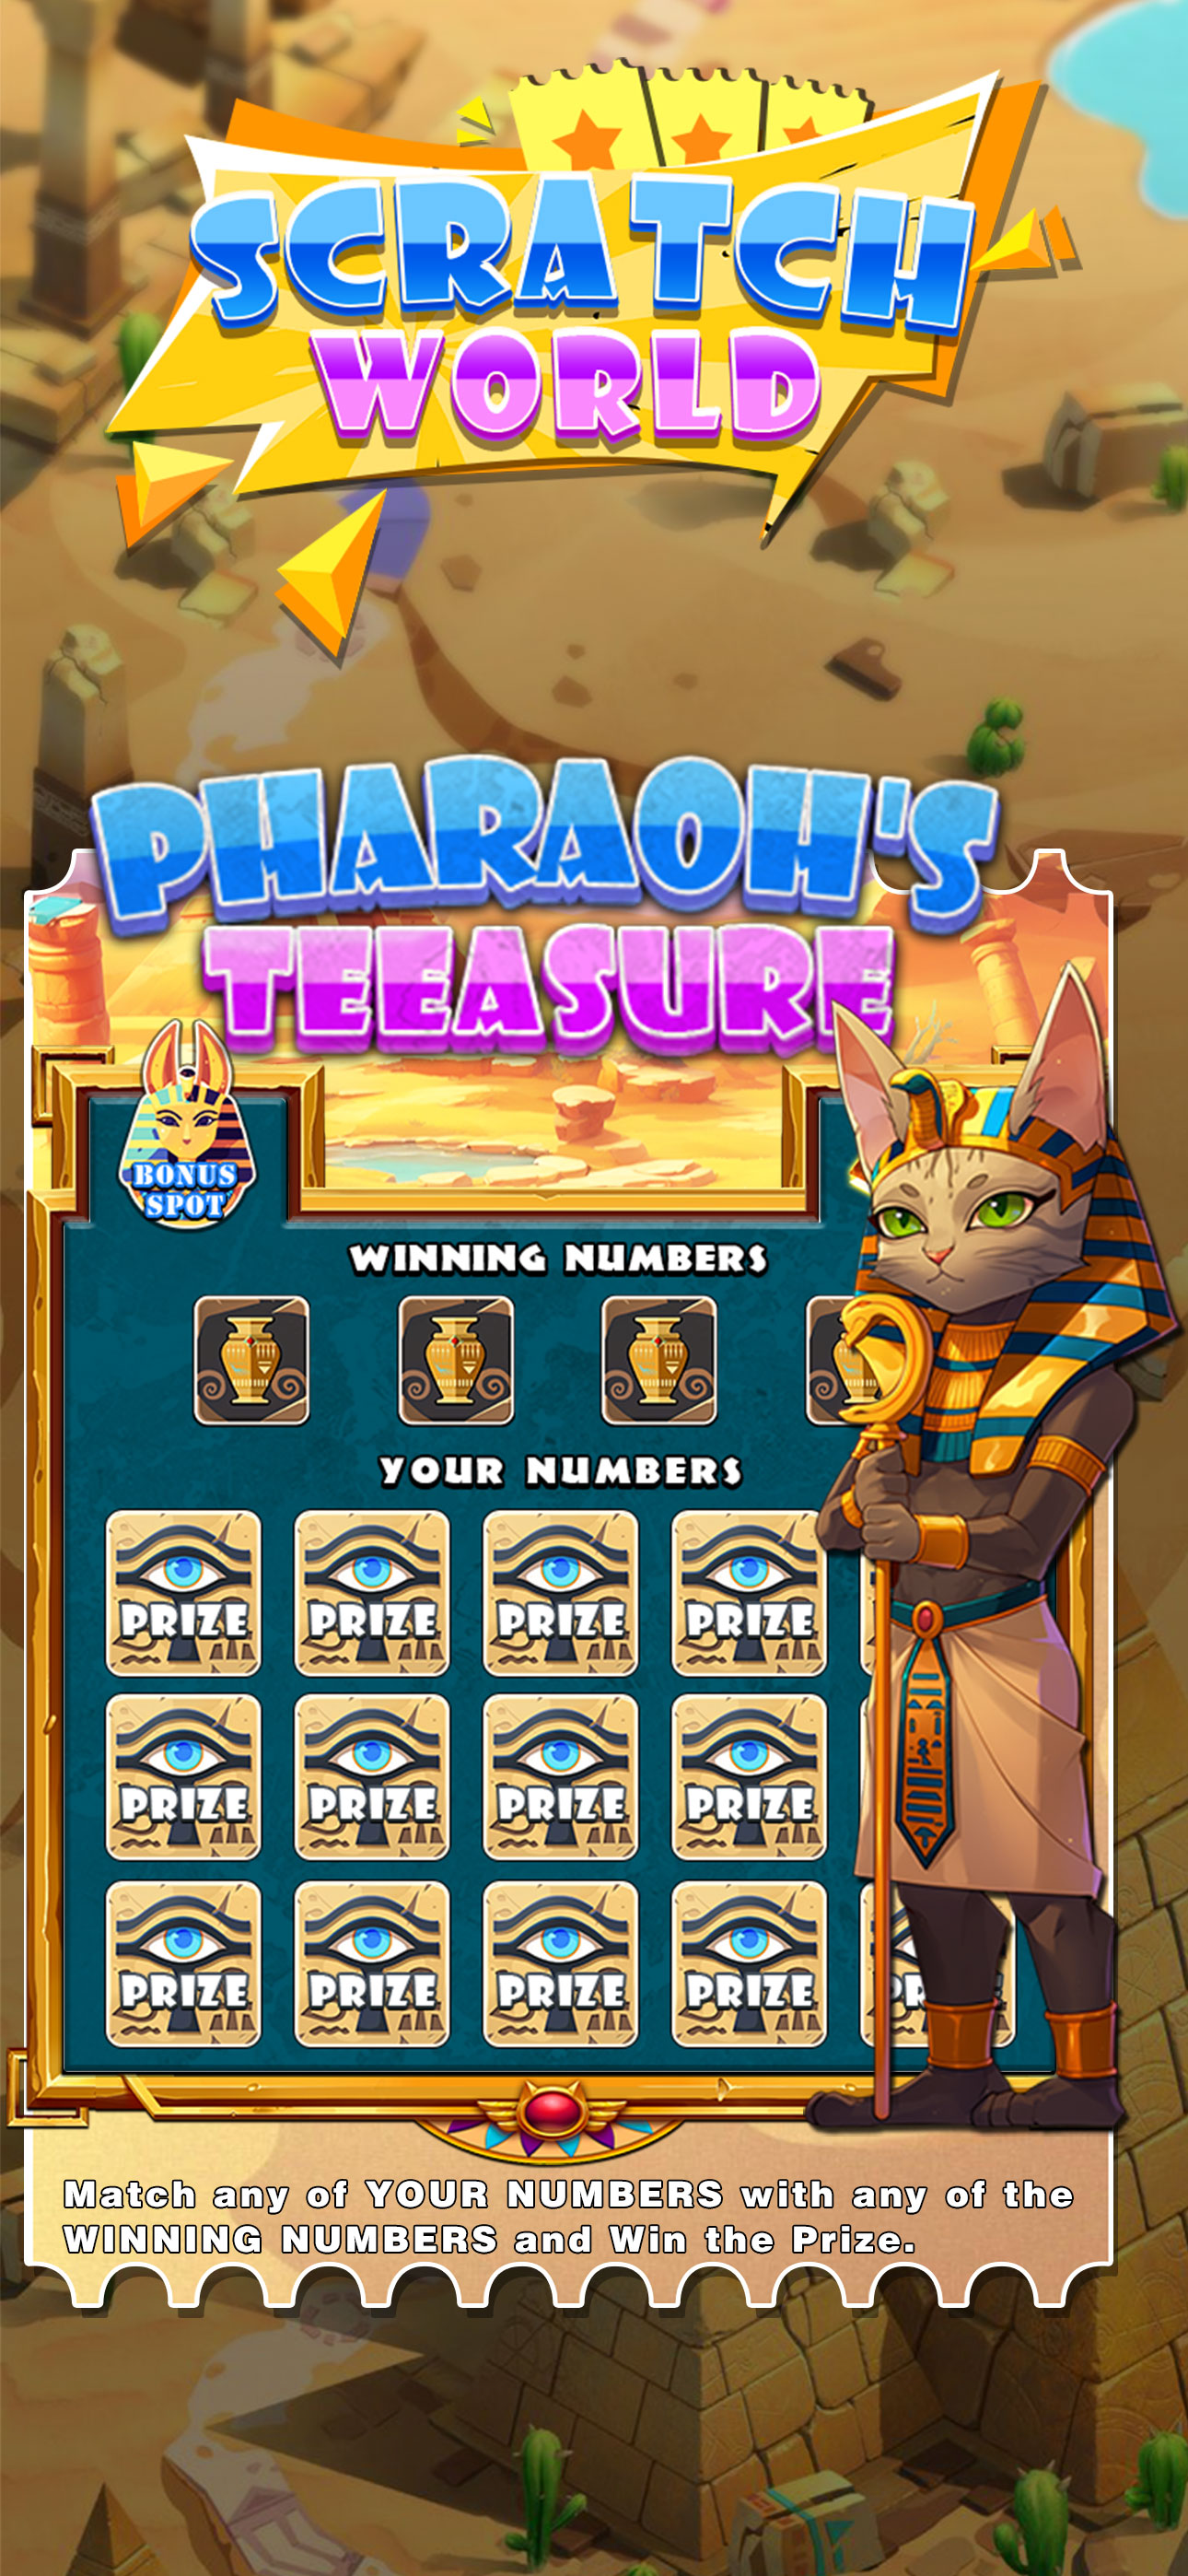 SCRATCH
WORLD
PHARAOH'S
TEEASURE
BONUS
SPOT
WINNING NUMBERS
YOUR NUMBERS
PRIZE PRIZE PRIZE PRIZE
PRIZE PRIZE PRIZE PRIZE
PRIZE PRIZE PRIZE PRIZE
Match any of YOUR NUMBERS with any of the
WINNING NUMBERS and Win the Prize.